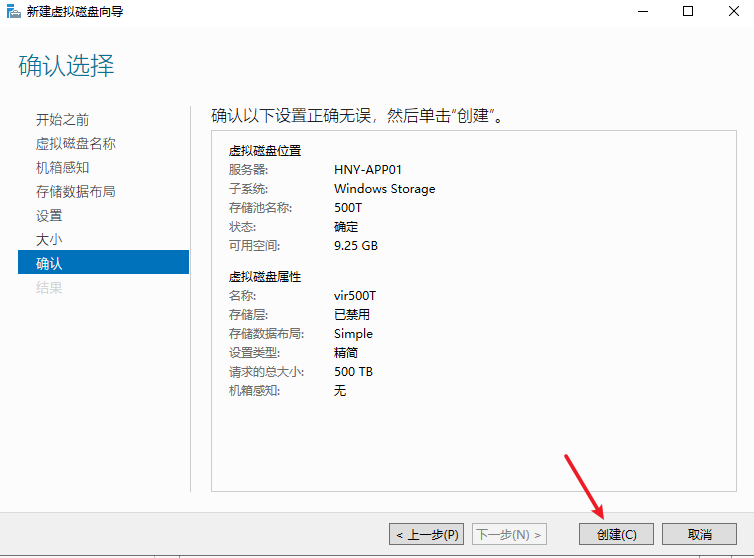 新建虚拟磁盘向导
确认选择
开始之前
虚拟磁盘名称
机箱感知
存储数据布局
设置
大小
确认
结果
确认以下设置正确无误，然后单击“创建”。
虚拟磁盘位置
服务器: HNY-APP01
子系统: Windows Storage
存储池名称: 500T
状态: 确定
可用空间: 9.25 GB
虚拟磁盘属性
名称: vir500T
存储层: 已禁用
存储数据布局: Simple
设置类型: 精简
请求的总大小: 500 TB
机箱感知: 无
< 上一步(P) 下一步(N) > 创建(C) 取消